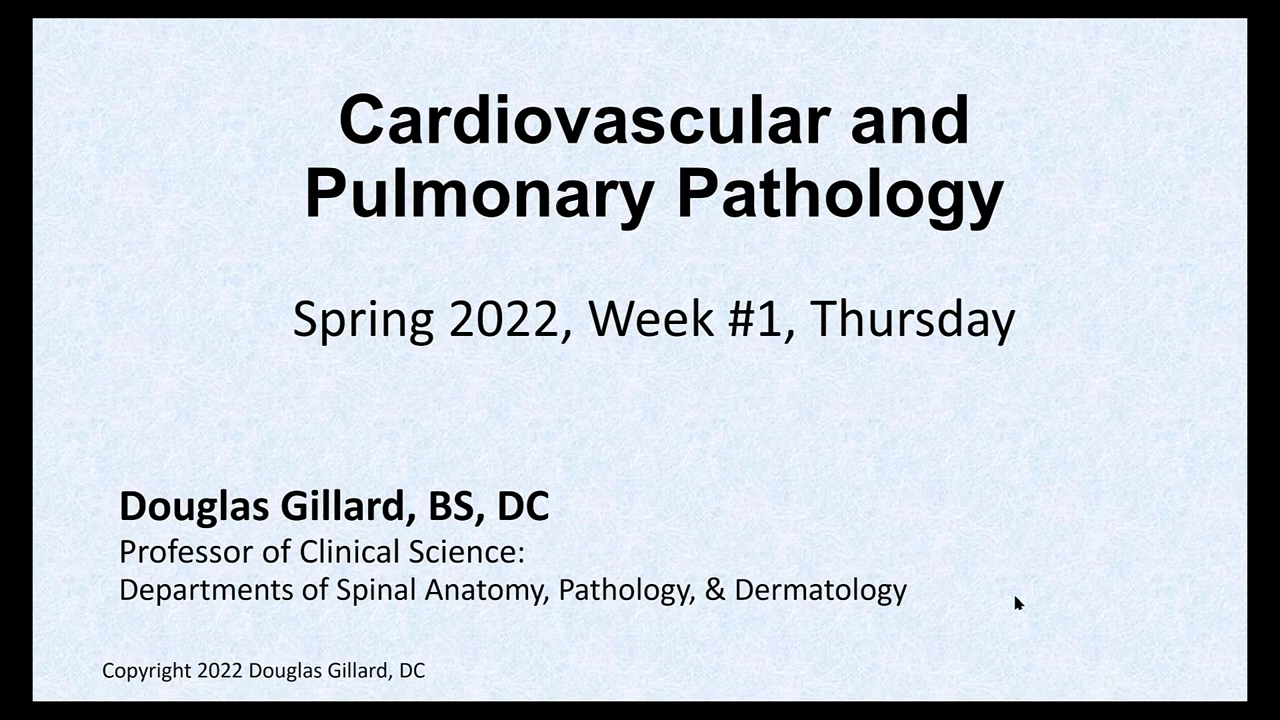 Cardiovascular and
Pulmonary Pathology
Spring 2022, Week #1, Thursday
Douglas Gillard, BS, DC
Professor of Clinical Science:
Departments of Spinal Anatomy, Pathology, & Dermatology
Copyright 2022 Douglas Gillard, DC